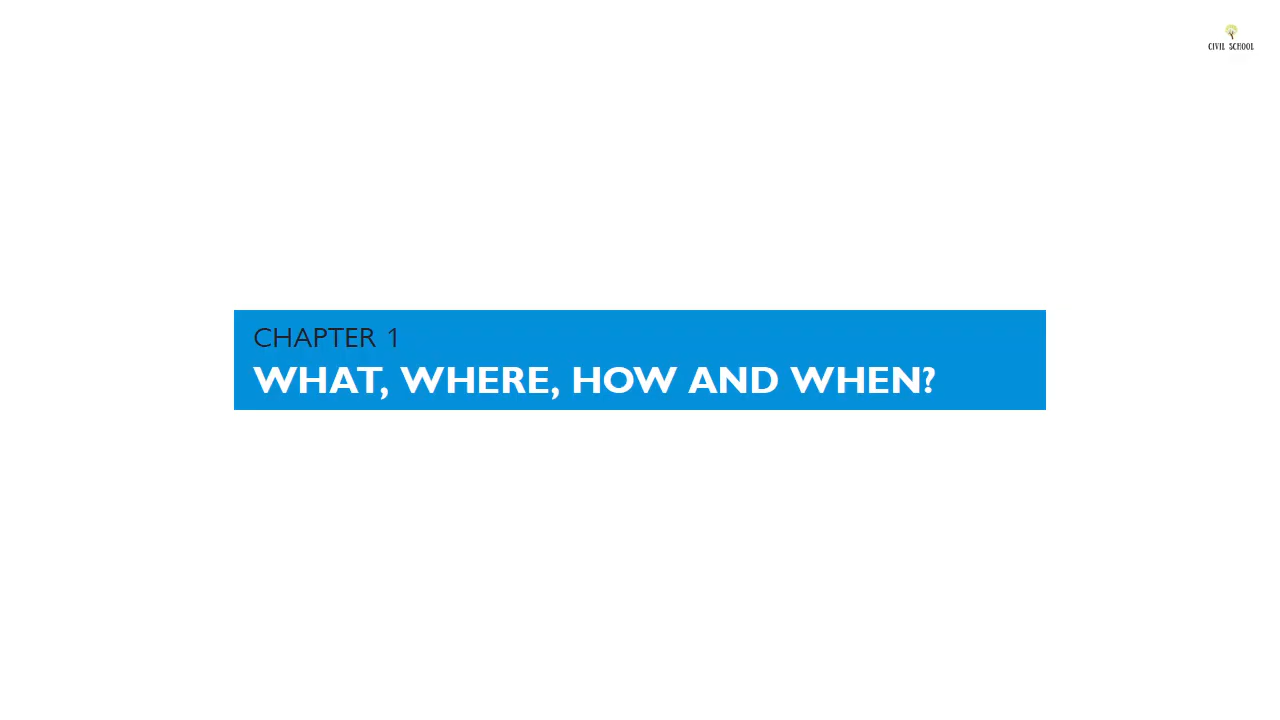 CIVIL SCHOOL
CHAPTER 1
WHAT, WHERE, HOW AND WHEN?